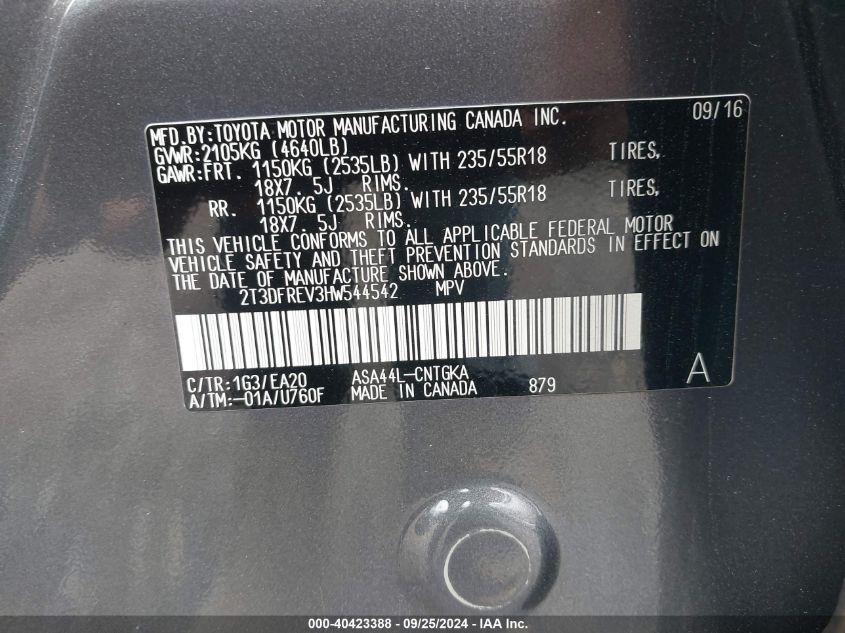 MFD.BY:TOYOTA MOTOR MANUFACTURING CANADA INC. 09/16
GVWR:2105KG (4640LB)
GAWR:FRT. 1150KG (2535LB) WITH 235/55R18 TIRES,
18X7. 5J RIMS.
RR. 1150KG (2535LB) WITH 235/55R18 TIRES,
18X7. 5J RIMS.
THIS VEHICLE CONFORMS TO ALL APPLICABLE FEDERAL MOTOR
VEHICLE SAFETY AND THEFT PREVENTION STANDARDS IN EFFECT ON
THE DATE OF MANUFACTURE SHOWN ABOVE.
2T3DFREV3HW544542 MPV
C/TR:1G3/EA20 ASA44L-CNTGKA
A/TM:-01A/U760F MADE IN CANADA 879 A
000-40423388 - 09/25/2024 - IAAI.COM